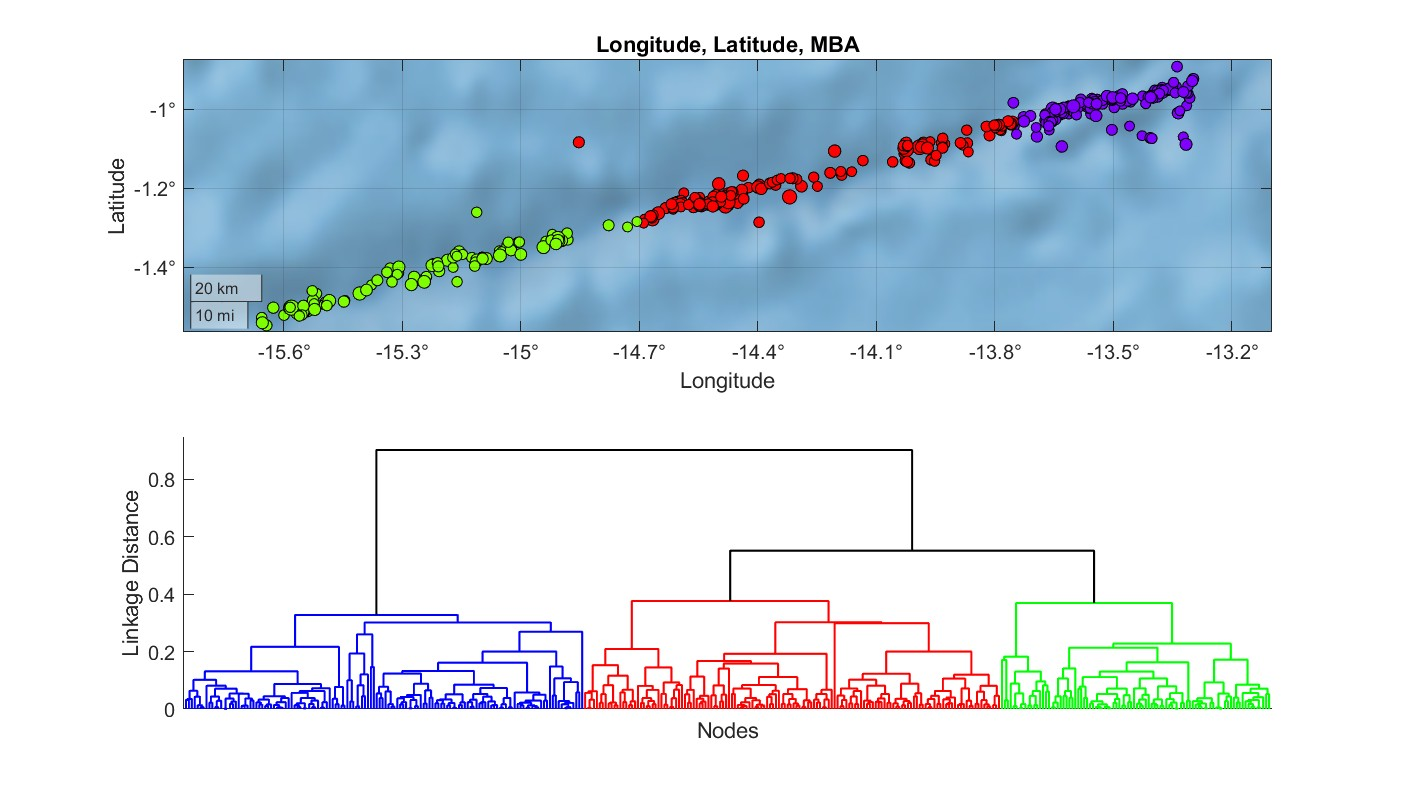 Longitude, Latitude, MBA
Latitude
-1°
-1.2°
-1.4°
20 km
10 mi
-15.6° -15.3° -15° -14.7° -14.4° -14.1° -13.8° -13.5° -13.2°
Longitude
Linkage Distance
0.8
0.6
0.4
0.2
0
Nodes